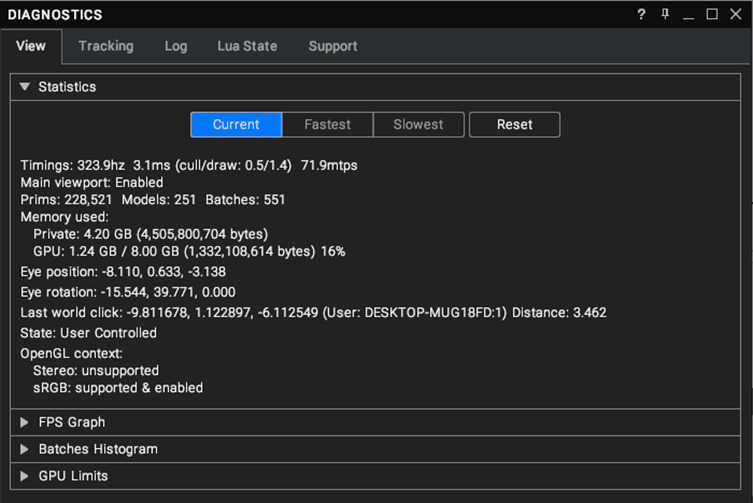 DIAGNOSTICS ?
View Tracking Log Lua State Support
Statistics
Current Fastest Slowest Reset
Timings: 323.9hz 3.1ms (cull/draw: 0.5/1.4) 71.9mtps
Main viewport: Enabled
Prims: 228,521 Models: 251 Batches: 551
Memory used:
Private: 4.20 GB (4,505,800,704 bytes)
GPU: 1.24 GB / 8.00 GB (1,332,108,614 bytes) 16%
Eye position: -8.110, 0.633, -3.138
Eye rotation: -15.544, 39.771, 0.000
Last world click: -9.811678, 1.122897, -6.112549 (User: DESKTOP-MUG18FD:1) Distance: 3.462
State: User Controlled
OpenGL context:
Stereo: unsupported
sRGB: supported & enabled
FPS Graph
Batches Histogram
GPU Limits